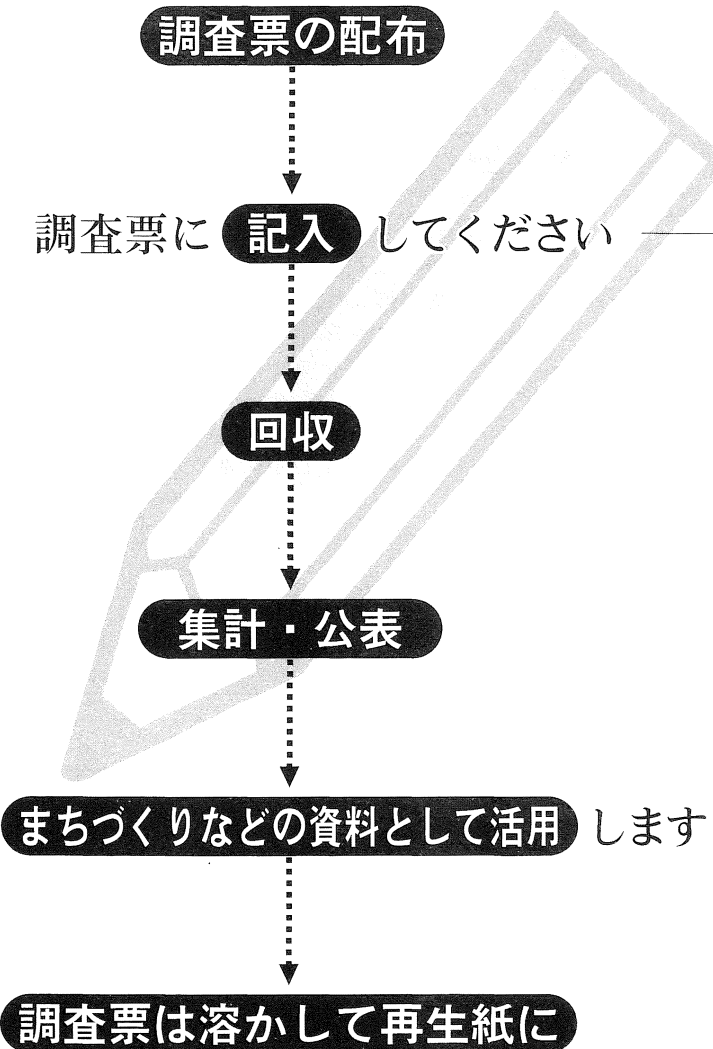 調査票の配布
調査票に 記入 してください
回収
集計・公表
まちづくりなどの資料として活用 します
調査票は溶かして再生紙に